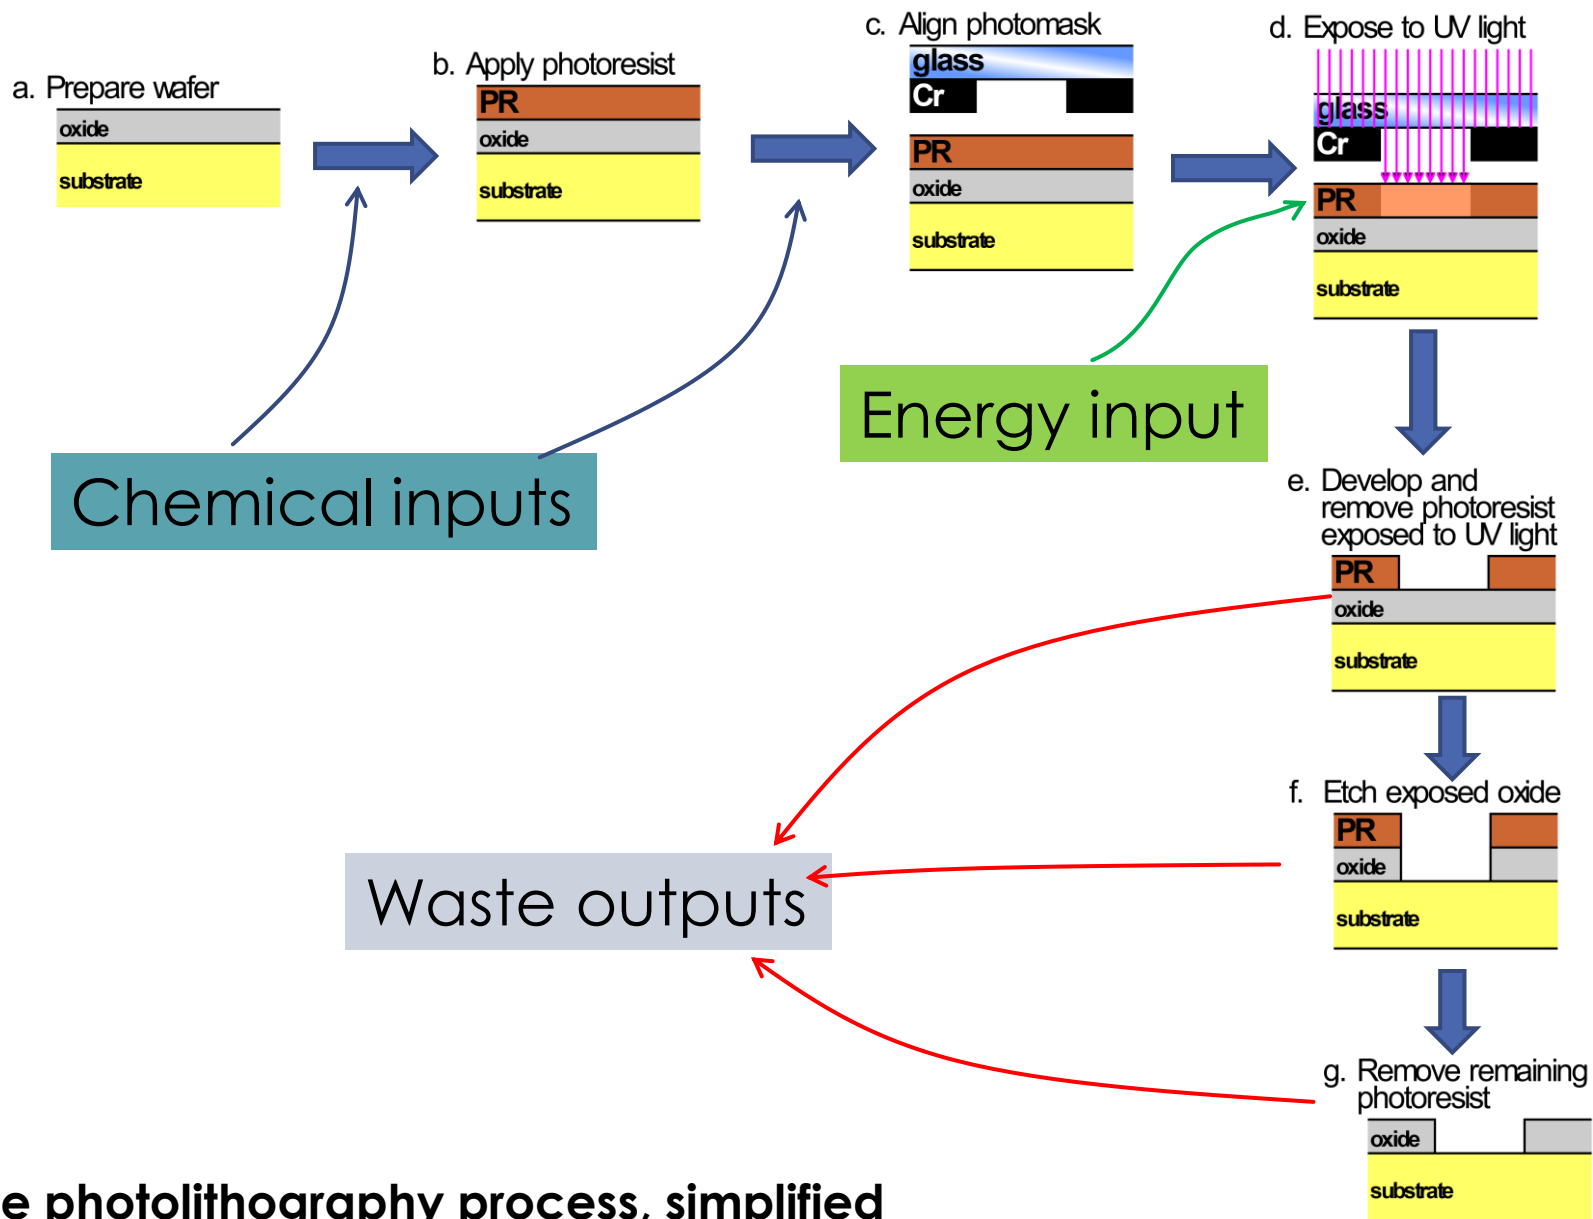 a. Prepare wafer
oxide
substrate
b. Apply photoresist
PR
oxide
substrate
c. Align photomask
glass
Cr
PR
oxide
substrate
d. Expose to UV light
glass
Cr
PR
oxide
substrate
Chemical inputs
Energy input
e. Develop and
remove photoresist
exposed to UV light
PR
oxide
substrate
f. Etch exposed oxide
PR
oxide
substrate
Waste outputs
g. Remove remaining
photoresist
oxide
substrate
e photolithography process, simplified